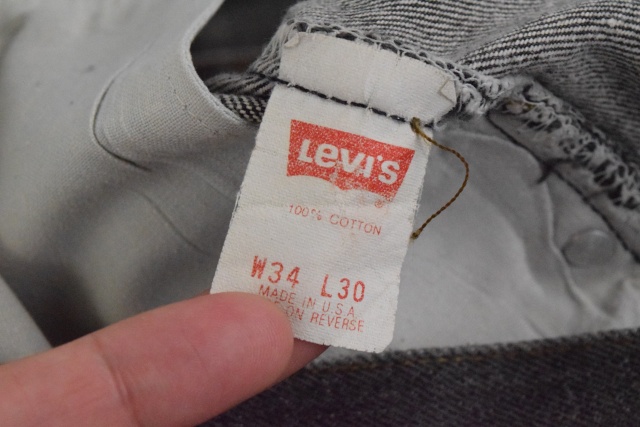 Levi's
®
100% COTTON
W34 L30
MADE IN U.S.A.
ON REVERSE